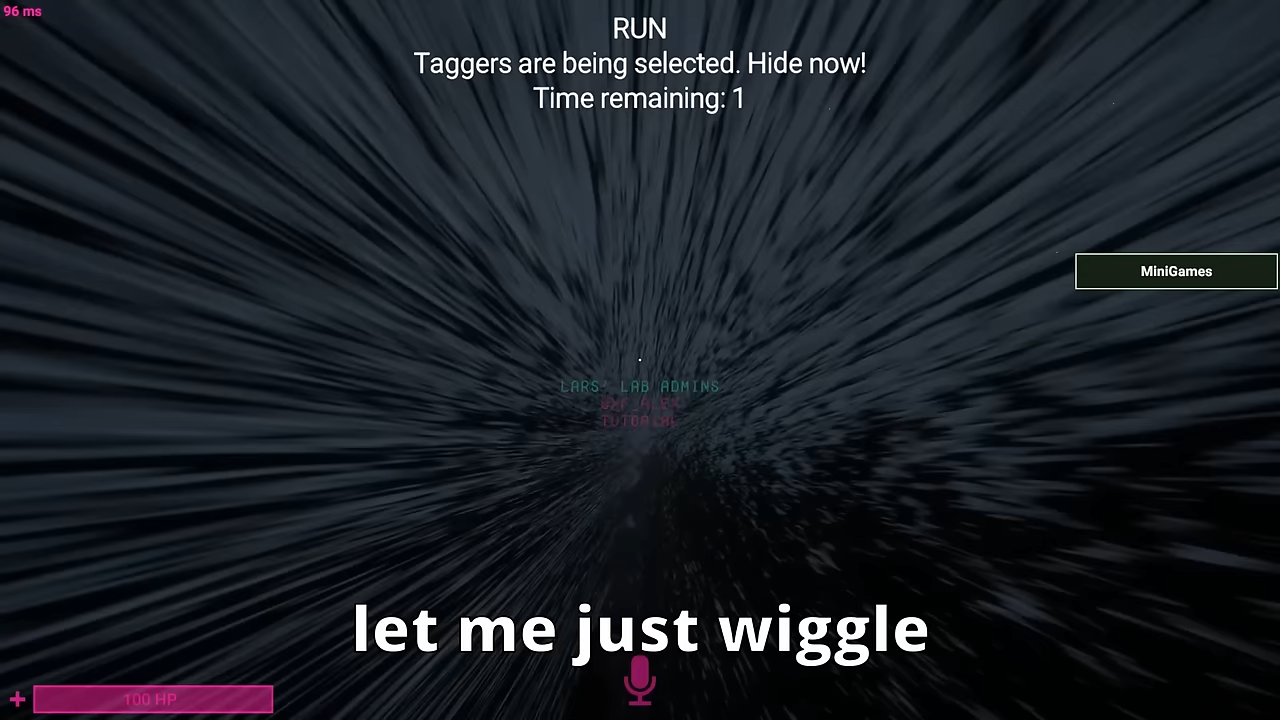 96 ms
RUN
Taggers are being selected. Hide now!
Time remaining: 1
MiniGames
LARS' LAB ADMINS
TUTORIAL
let me just wiggle
100 HP